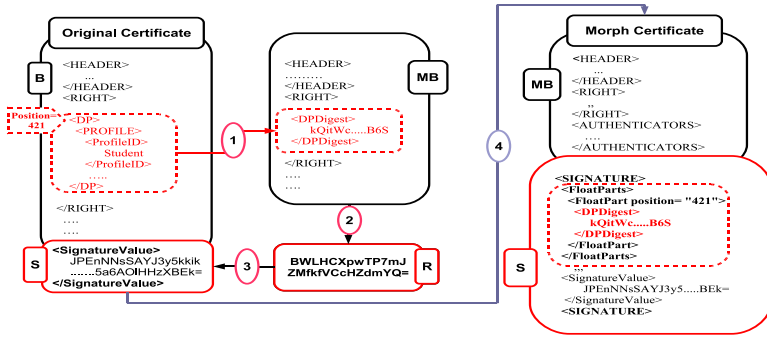 Original Certificate
B
<HEADER>
...
</HEADER>
<RIGHT>
Position=
421
<DP>
<PROFILE>
<ProfileID>
Student
</ProfileID>
.....
</DP>
</RIGHT>
....
....
S
<SignatureValue>
JPEnNNsSAYJ3y5kkik
.......5a6AOlHHzXBEk=
</SignatureValue>
1
MB
<HEADER>
.........
</HEADER>
<RIGHT>
<DPDigest>
kQitWc.....B6S
</DPDigest>
</RIGHT>
....
....
2
BWLHCXpwTP7mJ
ZMfkfVCcHZdmYQ=
R
3
4
Morph Certificate
MB
<HEADER>
...
</HEADER>
<RIGHT>
,,
</RIGHT>
<AUTHENTICATORS>
....
</AUTHENTICATORS>
S
<SIGNATURE>
<FloatParts>
<FloatPart position= "421">
<DPDigest>
kQitWc.....B6S
</DPDigest>
</FloatPart>
</FloatParts>
,,,
<SignatureValue>
JPEnNNsSAYJ3y5.....BEk=
</SignatureValue>
<SIGNATURE>